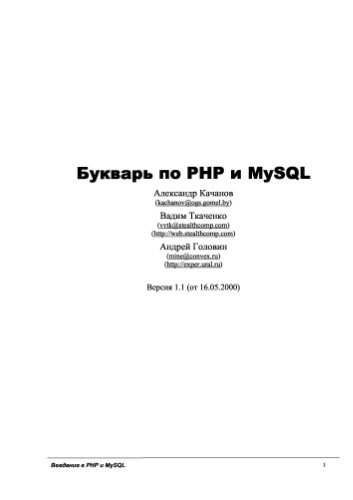 Букварь по PHP и MySQL
Александр Качанов
(kachanov@ogs.gomel.by)
Вадим Ткаченко
(vvtk@stealthcomp.com)
(http://web.stealthcomp.com)
Андрей Головин
(mine@convex.ru)
(http://exper.ural.ru)
Версия 1.1 (от 16.05.2000)
Введение в PHP и MySQL 1